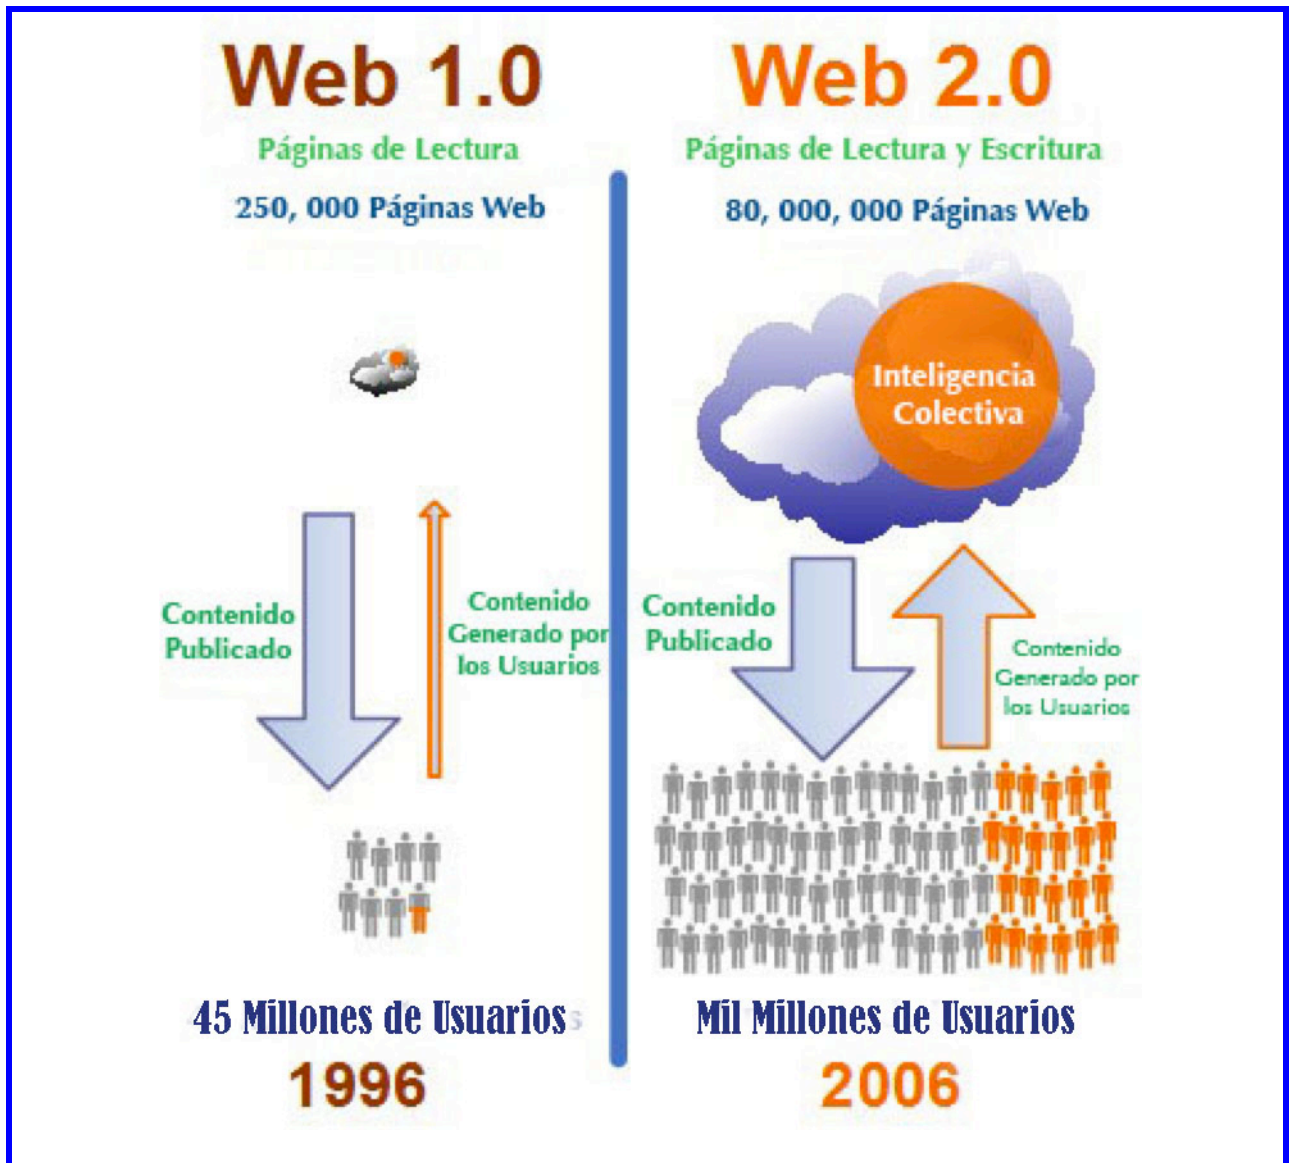 Web 1.0
Páginas de Lectura
250, 000 Páginas Web
Contenido
Publicado
Contenido
Generado por
los Usuarios
45 Millones de Usuarios
1996
Web 2.0
Páginas de Lectura y Escritura
80, 000, 000 Páginas Web
Inteligencia
Colectiva
Contenido
Publicado
Contenido
Generado por
los Usuarios
Mil Millones de Usuarios
2006